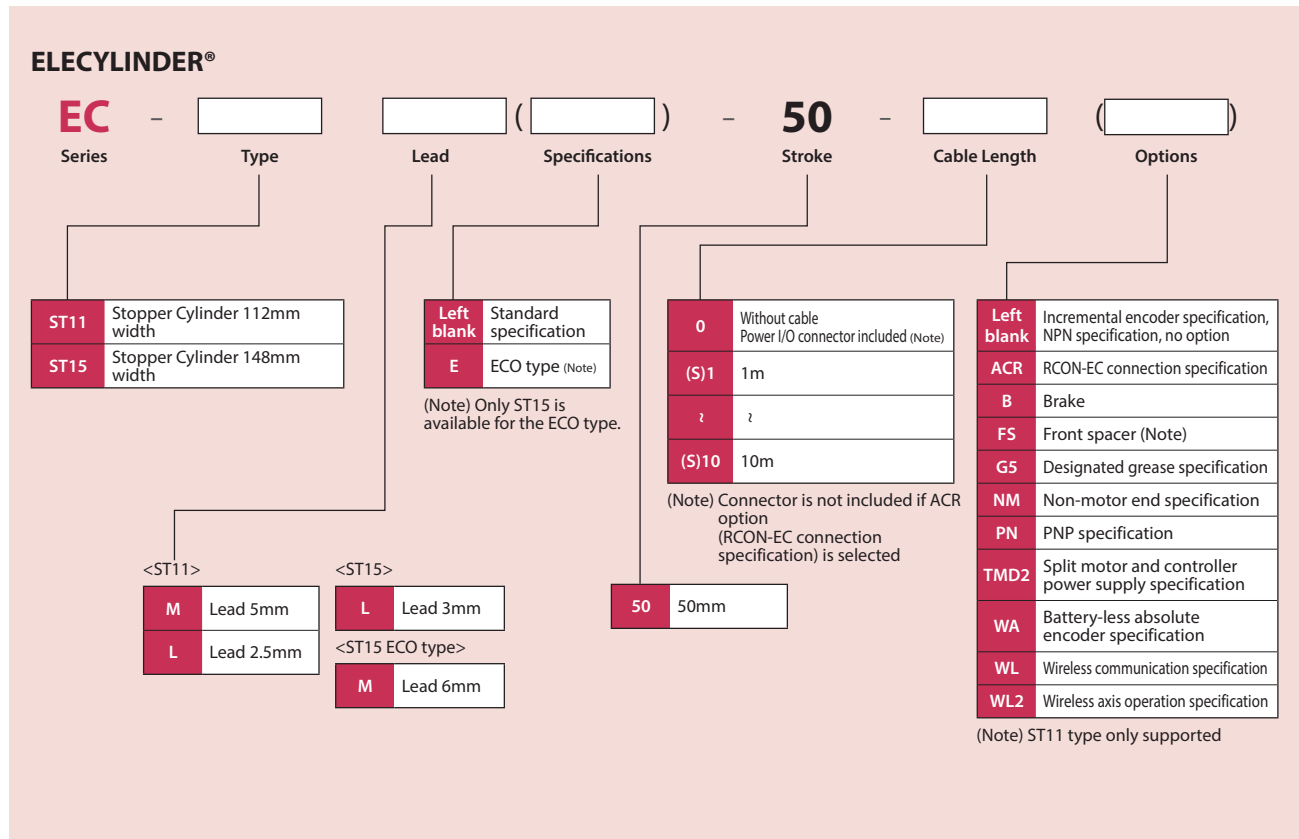 ELECYLINDER®
EC - ( ) - 50 - ( )
Series Type Lead Specifications Stroke Cable Length Options
ST11 Stopper Cylinder 112mm
width
ST15 Stopper Cylinder 148mm
width
Left
blank
Standard
specification
E ECO type (Note)
(Note) Only ST15 is
available for the ECO type.
0 Without cable
Power I/O connector included (Note)
(S)1 1m
≀ ≀
(S)10 10m
(Note) Connector is not included if ACR
option
(RCON-EC connection
specification) is selected
Left
blank
Incremental encoder specification,
NPN specification, no option
ACR RCON-EC connection specification
B Brake
FS Front spacer (Note)
G5 Designated grease specification
NM Non-motor end specification
PN PNP specification
TMD2 Split motor and controller
power supply specification
WA Battery-less absolute
encoder specification
WL Wireless communication specification
WL2 Wireless axis operation specification
(Note) ST11 type only supported
<ST11>
M Lead 5mm
L Lead 2.5mm
<ST15>
L Lead 3mm
<ST15 ECO type>
M Lead 6mm
50 50mm